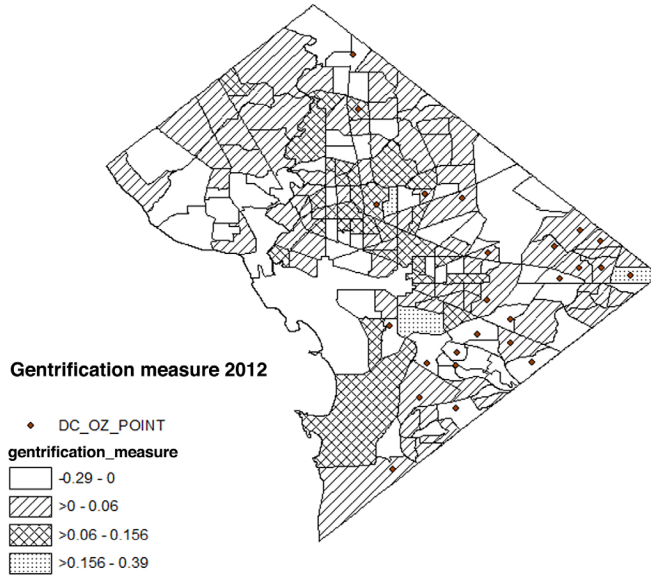 Gentrification measure 2012
DC_OZ_POINT
gentrification_measure
-0.29 - 0
>0 - 0.06
>0.06 - 0.156
>0.156 - 0.39